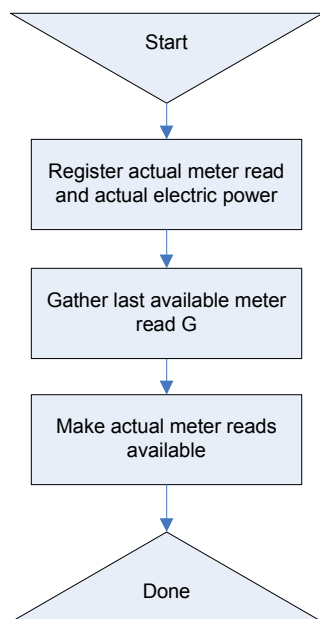 Start
Register actual meter read
and actual electric power
Gather last available meter
read G
Make actual meter reads
available
Done